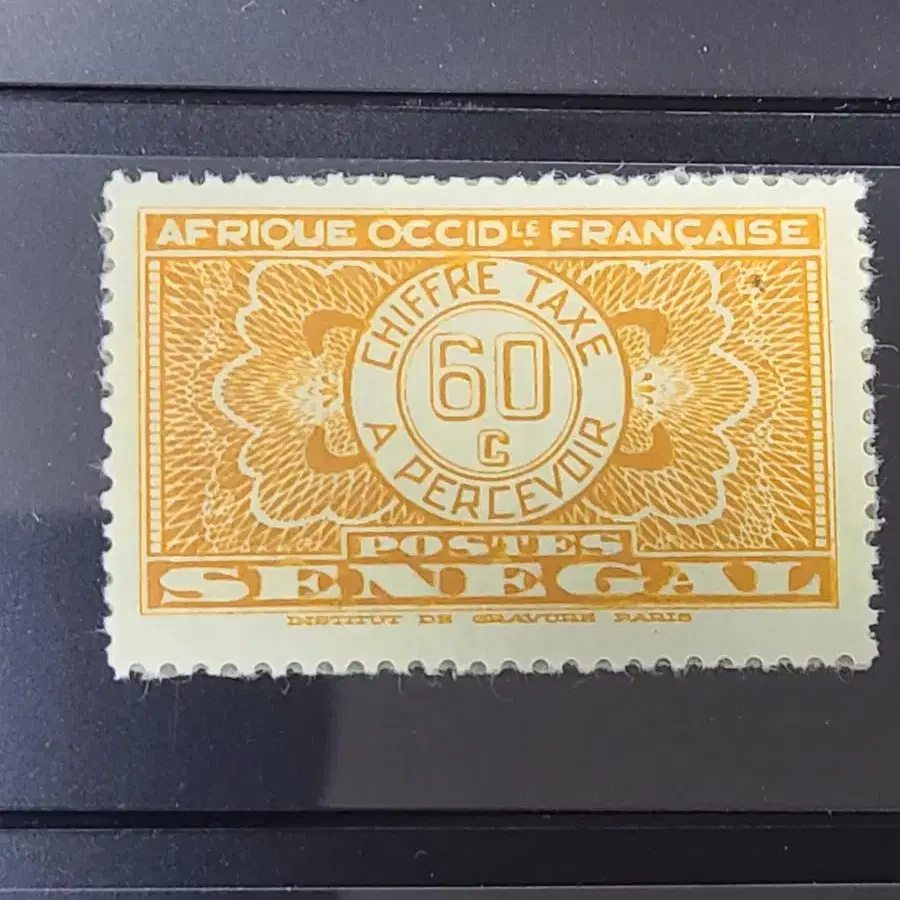 AFRIQUE OCCIDLE FRANÇAISE
CHIFFRE TAXE
60
C
A PERCEVOIR
POSTES
SENEGAL
INSTITUT DE GRAVURE PARIS